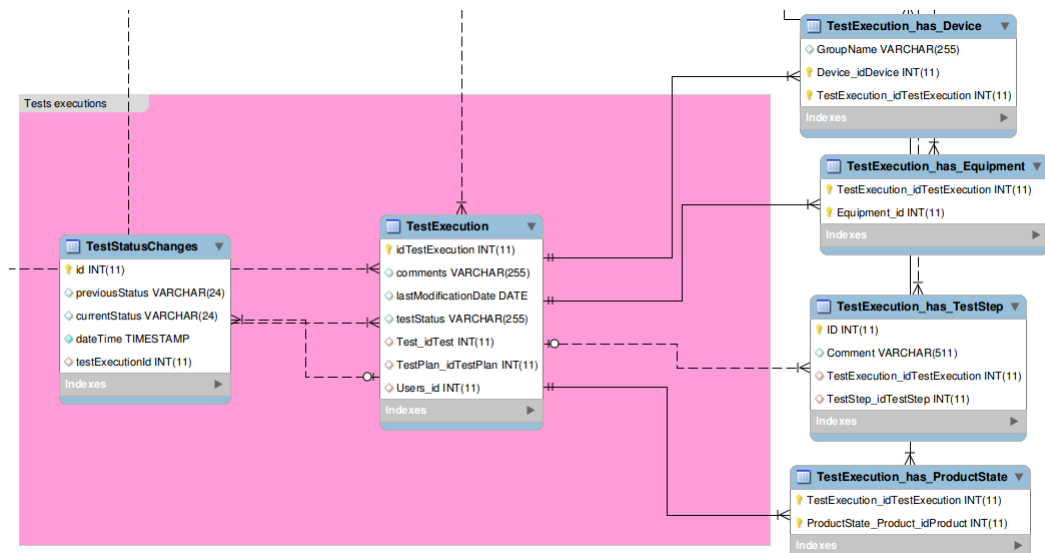 Tests executions
TestStatusChanges
id INT(11)
previousStatus VARCHAR(24)
currentStatus VARCHAR(24)
dateTime TIMESTAMP
testExecutionId INT(11)
Indexes
TestExecution
idTestExecution INT(11)
comments VARCHAR(255)
lastModificationDate DATE
testStatus VARCHAR(255)
Test_idTest INT(11)
TestPlan_idTestPlan INT(11)
Users_id INT(11)
Indexes
TestExecution_has_Device
GroupName VARCHAR(255)
Device_idDevice INT(11)
TestExecution_idTestExecution INT(11)
Indexes
TestExecution_has_Equipment
TestExecution_idTestExecution INT(11)
Equipment_id INT(11)
Indexes
TestExecution_has_TestStep
ID INT(11)
Comment VARCHAR(511)
TestExecution_idTestExecution INT(11)
TestStep_idTestStep INT(11)
Indexes
TestExecution_has_ProductState
TestExecution_idTestExecution INT(11)
ProductState_Product_idProduct INT(11)
Indexes